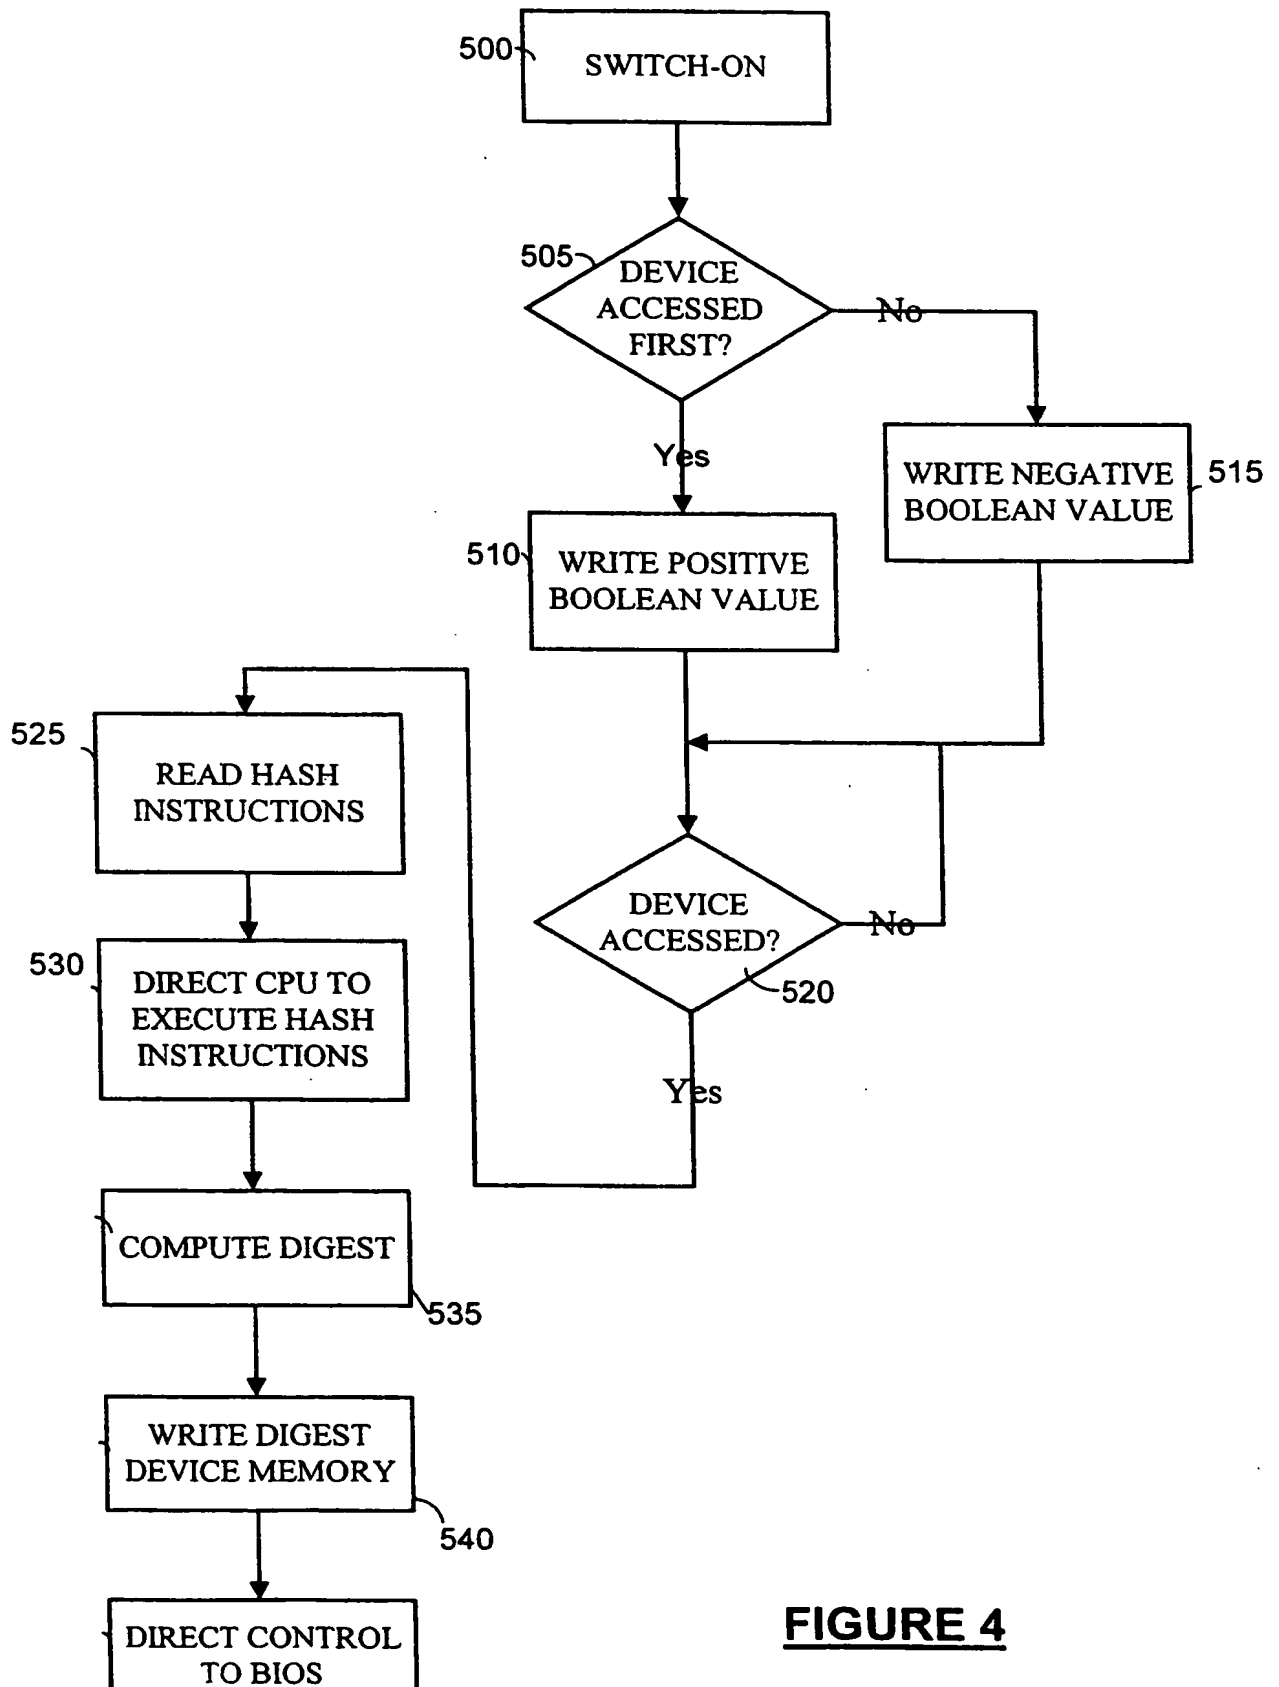 500
SWITCH-ON
505
DEVICE
ACCESSED
FIRST?
No
Yes
WRITE NEGATIVE
BOOLEAN VALUE
515
510
WRITE POSITIVE
BOOLEAN VALUE
525
READ HASH
INSTRUCTIONS
DEVICE
ACCESSED?
No
520
530
DIRECT CPU TO
EXECUTE HASH
INSTRUCTIONS
Yes
COMPUTE DIGEST
535
WRITE DIGEST
DEVICE MEMORY
540
DIRECT CONTROL
TO BIOS
FIGURE 4